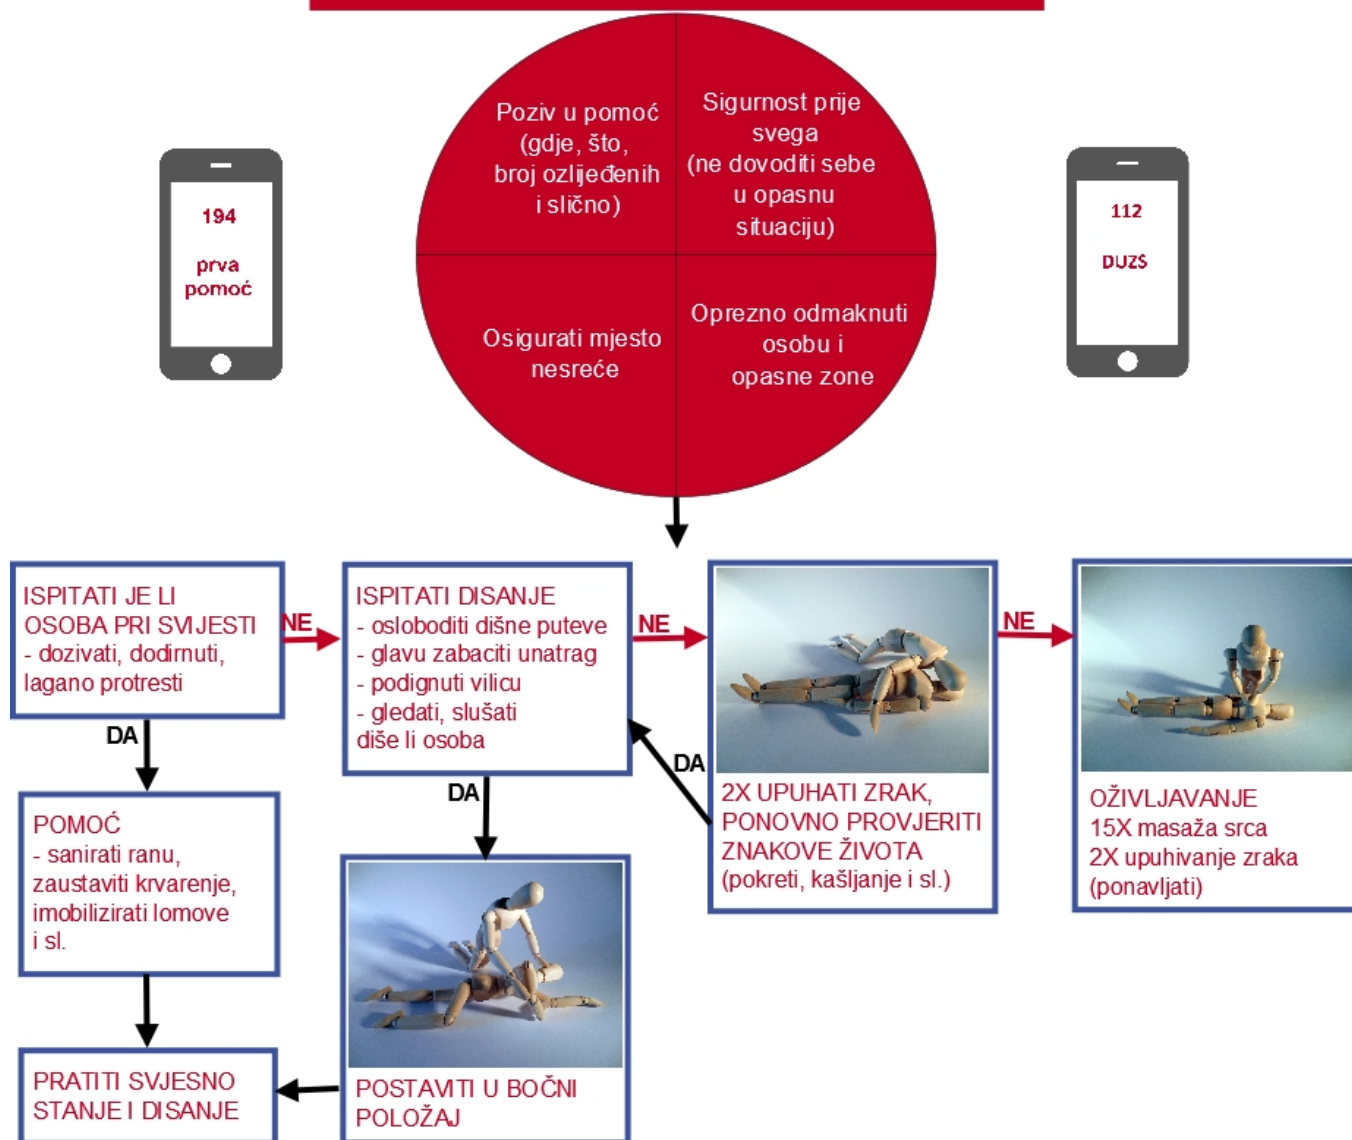 Poziv u pomoć
(gdje, što,
broj ozlijeđenih
i slično)
Sigurnost prije
svega
(ne dovoditi sebe
u opasnu
situaciju)
194
prva
pomoć
112
DUZS
Osigurati mjesto
nesreće
Oprezno odmaknuti
osobu i
opasne zone
ISPITATI JE LI
OSOBA PRI SVIJESTI
- dozivati, dodirnuti,
lagano protresti
NE
ISPITATI DISANJE
- osloboditi dišne puteve
- glavu zabaciti unatrag
- podignuti vilicu
- gledati, slušati
diše li osoba
NE
NE
DA
DA
DA
POMOĆ
- sanirati ranu,
zaustaviti krvarenje,
imobilizirati lomove
i sl.
2X UPUHATI ZRAK,
PONOVNO PROVJERITI
ZNAKOVE ŽIVOTA
(pokreti, kašljanje i sl.)
OŽIVLJAVANJE
15X masaža srca
2X upuhivanje zraka
(ponavljati)
PRATITI SVJESNO
STANJE I DISANJE
POSTAVITI U BOČNI
POLOŽAJ